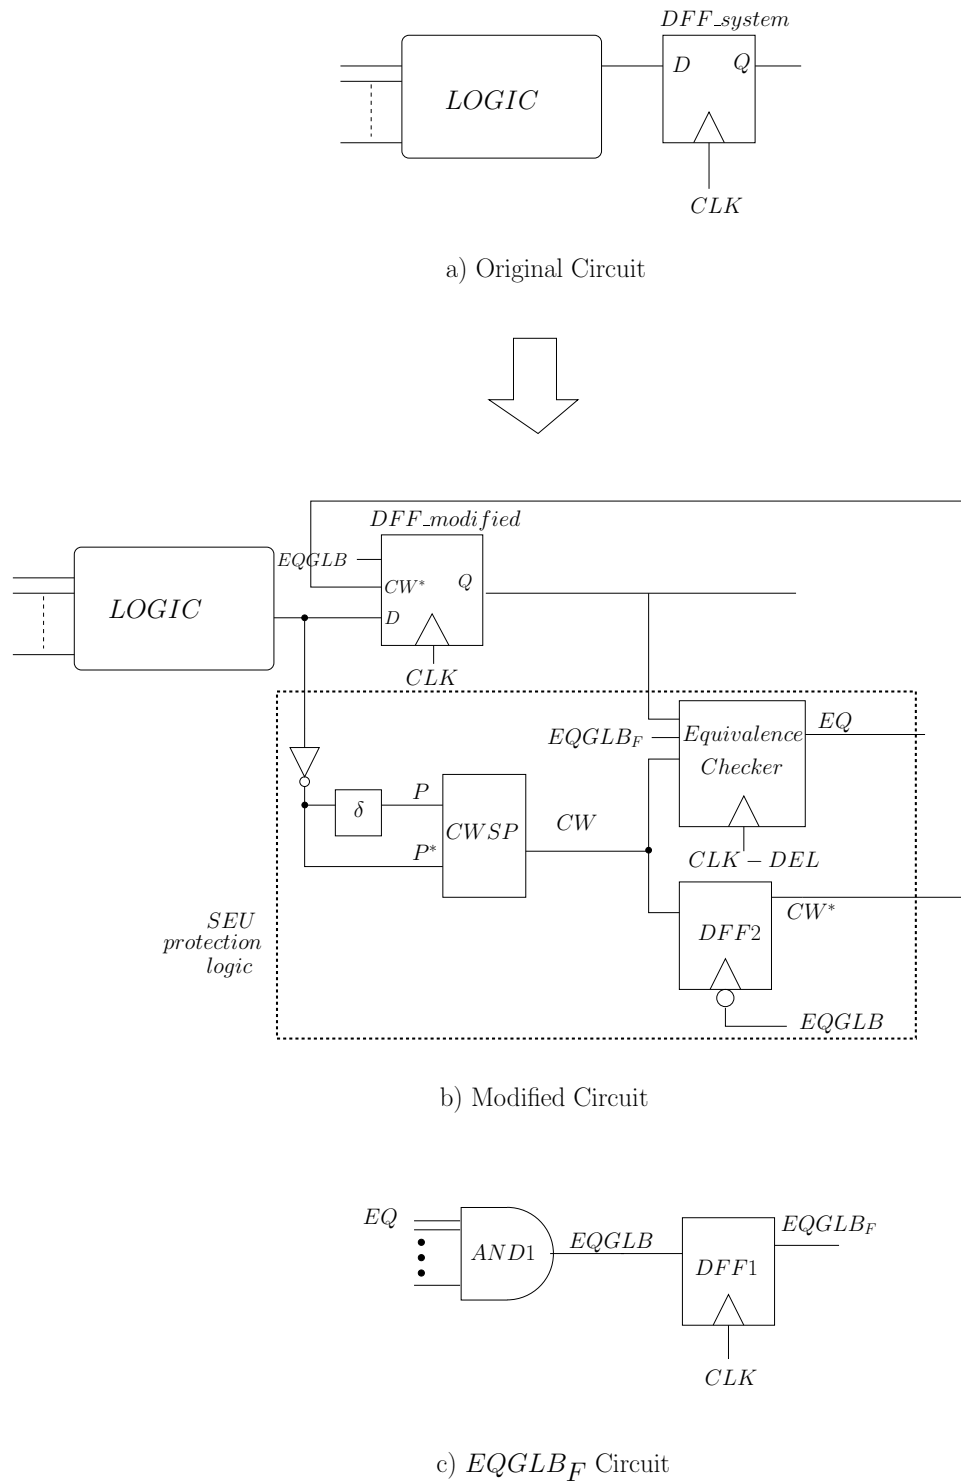 DFF_system
D Q
LOGIC
CLK
a) Original Circuit
DFF_modified
EQGLB
CW*
Q
D
LOGIC
CLK
EQGLB_F
Equivalence
Checker
EQ
CLK − DEL
δ
P
P*
CWSP
CW
DFF2
CW*
EQGLB
SEU
protection
logic
b) Modified Circuit
EQ
AND1
EQGLB
DFF1
EQGLB_F
CLK
c) EQGLB_F Circuit